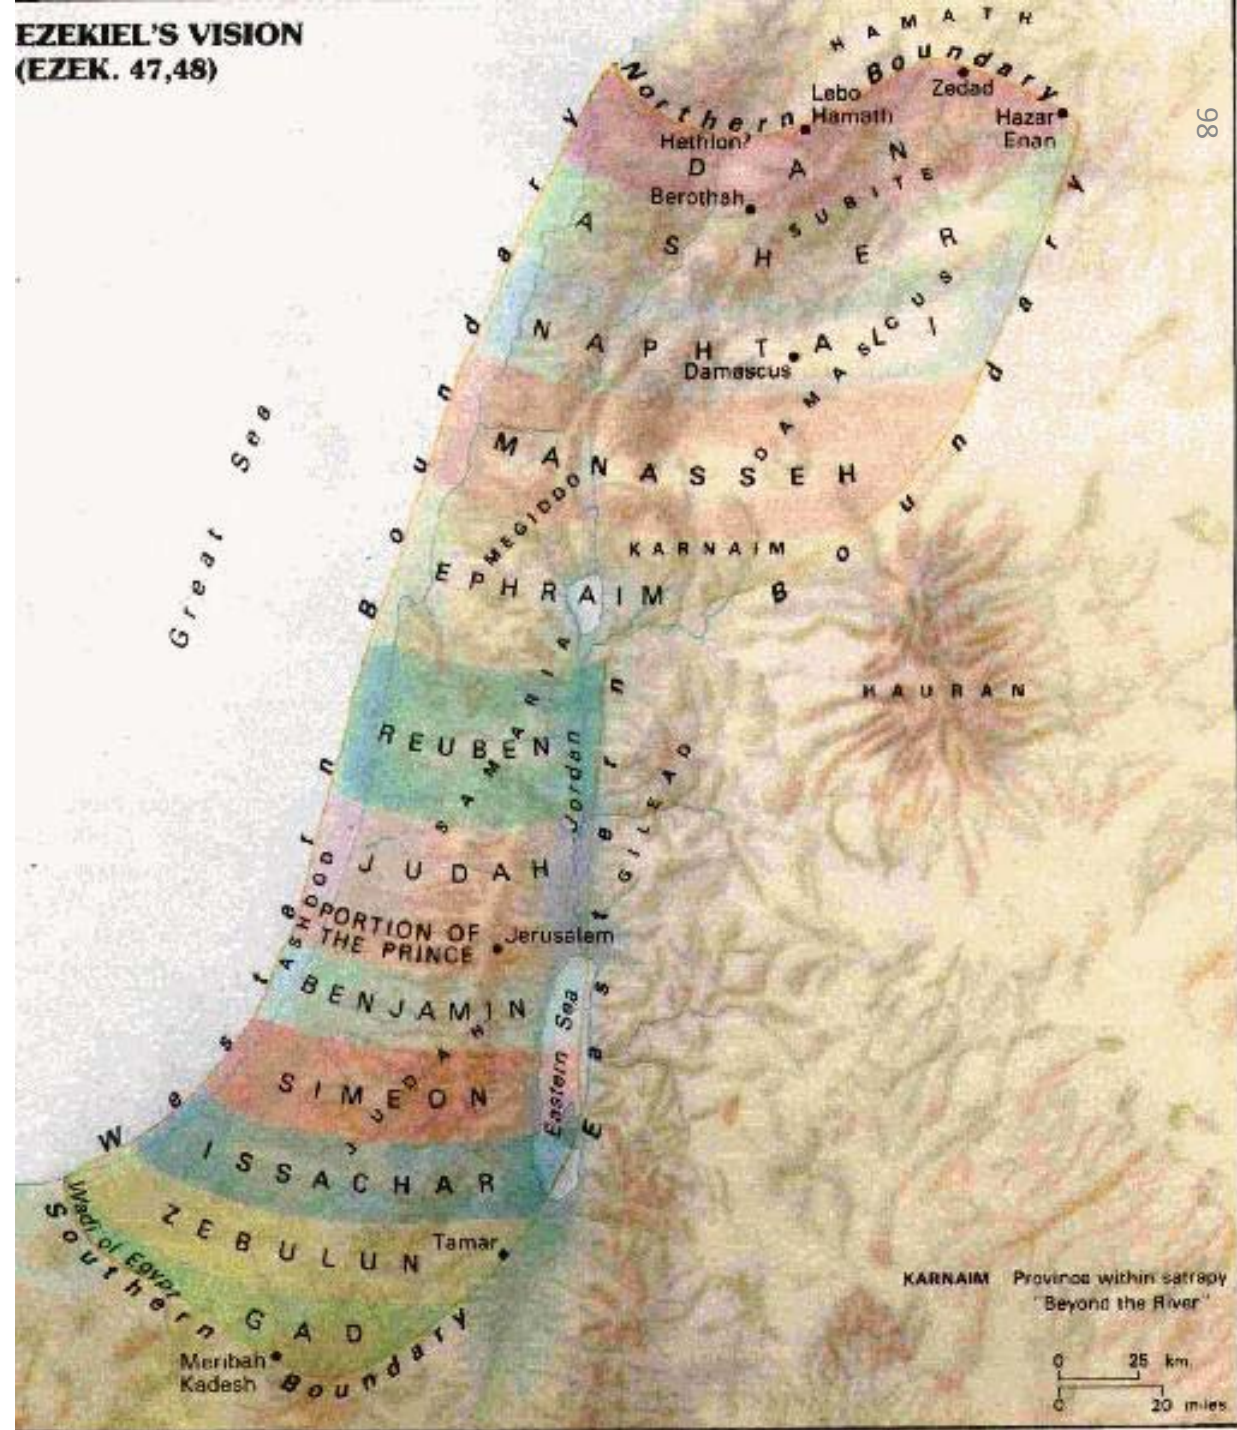 EZEKIEL'S VISION
(EZEK. 47,48)
98
HAMATH
Northern Boundary
Lebo
Hamath
Zedad
Hazar
Enan
Hethlon?
DAN
Berothah
SUBITE
ASHER
NAPHTALI
Damascus
DAMASCUS
MANASSEH
MEGIDDO
KARNAIM
EPHRAIM
Great Sea
HAURAN
SAMARIA
REUBEN
Jordan
GILEAD
JUDAH
ASHDOD
PORTION OF
THE PRINCE
Jerusalem
BENJAMIN
Eastern Sea
JUDAH
SIMEON
ISSACHAR
ZEBULUN
Tamar
GAD
Wadi of Egypt
Meribah
Kadesh
Southern Boundary
Western Boundary
Eastern Boundary
KARNAIM Province within satrapy
"Beyond the River"
0 25 km.
0 20 miles